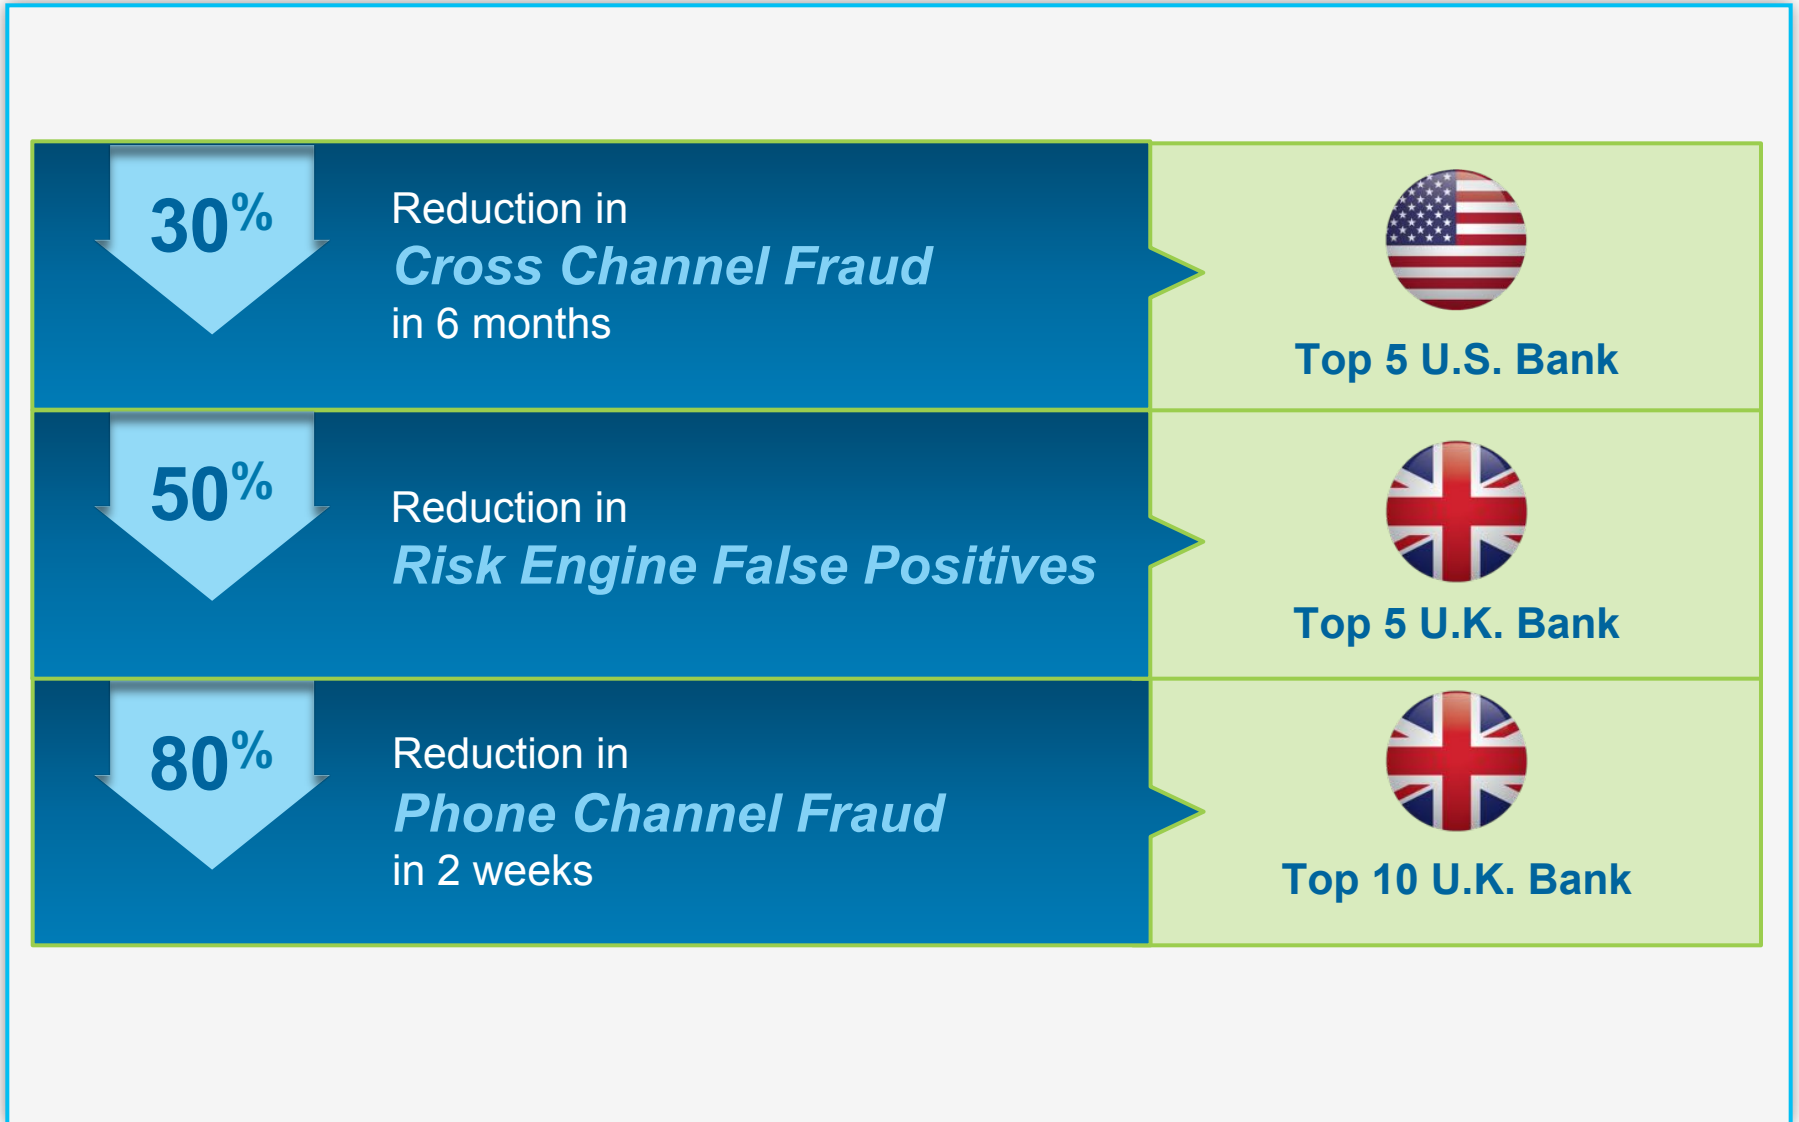 30%
Reduction in
Cross Channel Fraud
in 6 months
Top 5 U.S. Bank
50%
Reduction in
Risk Engine False Positives
Top 5 U.K. Bank
80%
Reduction in
Phone Channel Fraud
in 2 weeks
Top 10 U.K. Bank